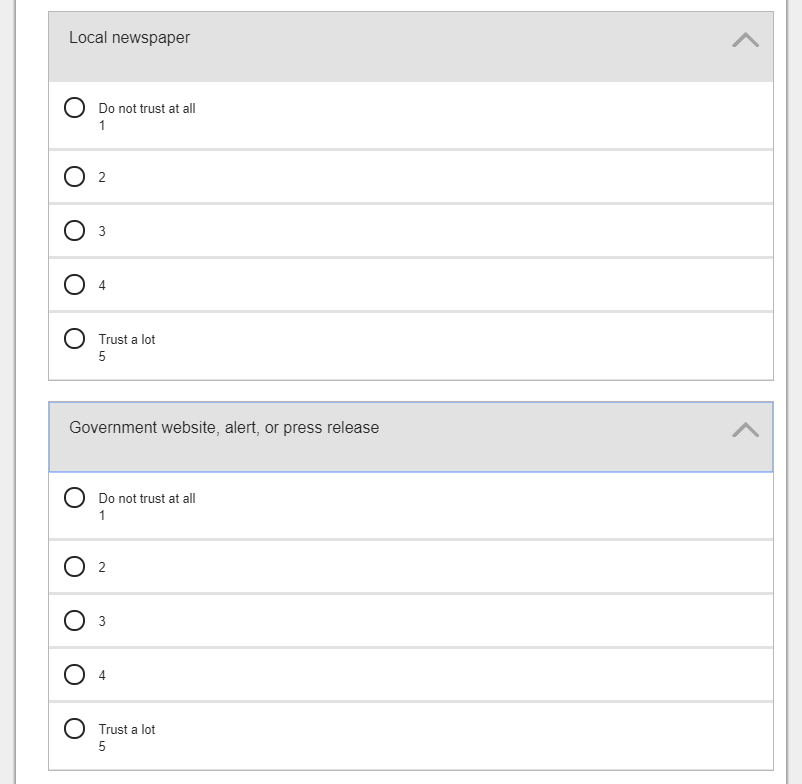 Local newspaper
Do not trust at all
1
2
3
4
Trust a lot
5
Government website, alert, or press release
Do not trust at all
1
2
3
4
Trust a lot
5